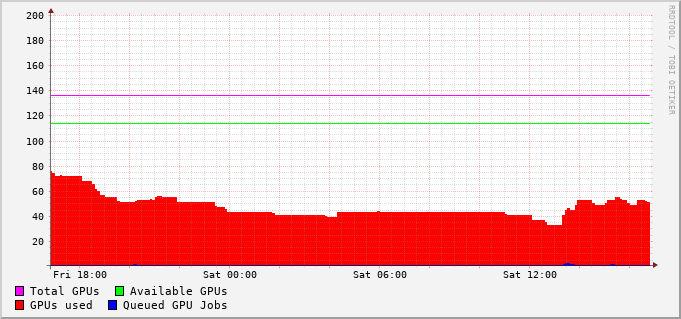 200
180
160
140
120
100
80
60
40
20
Fri 18:00 Sat 00:00 Sat 06:00 Sat 12:00
Total GPUs Available GPUs
GPUs used Queued GPU Jobs
RRDTOOL / TOBI OETIKER